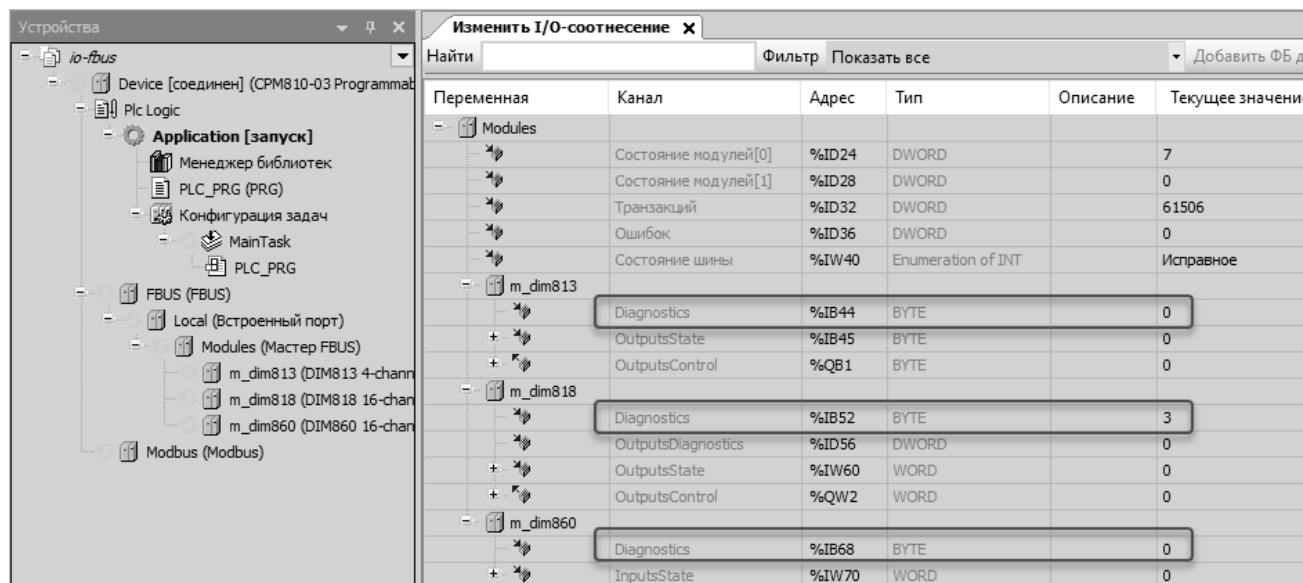 Устройства
io-fbus
Device [соединен] (CPM810-03 Programmab
Plc Logic
Application [запуск]
Менеджер библиотек
PLC_PRG (PRG)
Конфигурация задач
MainTask
PLC_PRG
FBUS (FBUS)
Local (Встроенный порт)
Modules (Мастер FBUS)
m_dim813 (DIM813 4-chann
m_dim818 (DIM818 16-chan
m_dim860 (DIM860 16-chan
Modbus (Modbus)
Изменить I/O-соотнесение
Найти Фильтр Показать все Добавить ФБ д
Переменная Канал Адрес Тип Описание Текущее значени
Modules
Состояние модулей[0] %ID24 DWORD 7
Состояние модулей[1] %ID28 DWORD 0
Транзакций %ID32 DWORD 61506
Ошибок %ID36 DWORD 0
Состояние шины %IW40 Enumeration of INT Исправное
m_dim813
Diagnostics %IB44 BYTE 0
OutputsState %IB45 BYTE 0
OutputsControl %QB1 BYTE 0
m_dim818
Diagnostics %IB52 BYTE 3
OutputsDiagnostics %ID56 DWORD 0
OutputsState %IW60 WORD 0
OutputsControl %QW2 WORD 0
m_dim860
Diagnostics %IB68 BYTE 0
InputsState %IW70 WORD 0